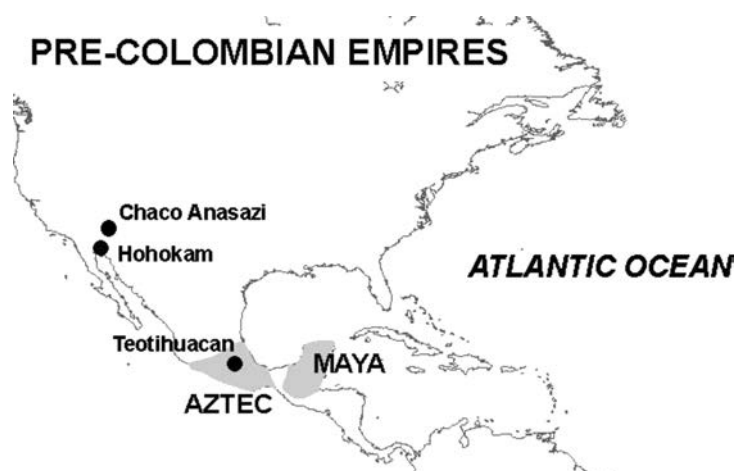 PRE-COLOMBIAN EMPIRES
Chaco Anasazi
Hohokam
ATLANTIC OCEAN
Teotihuacan
MAYA
AZTEC